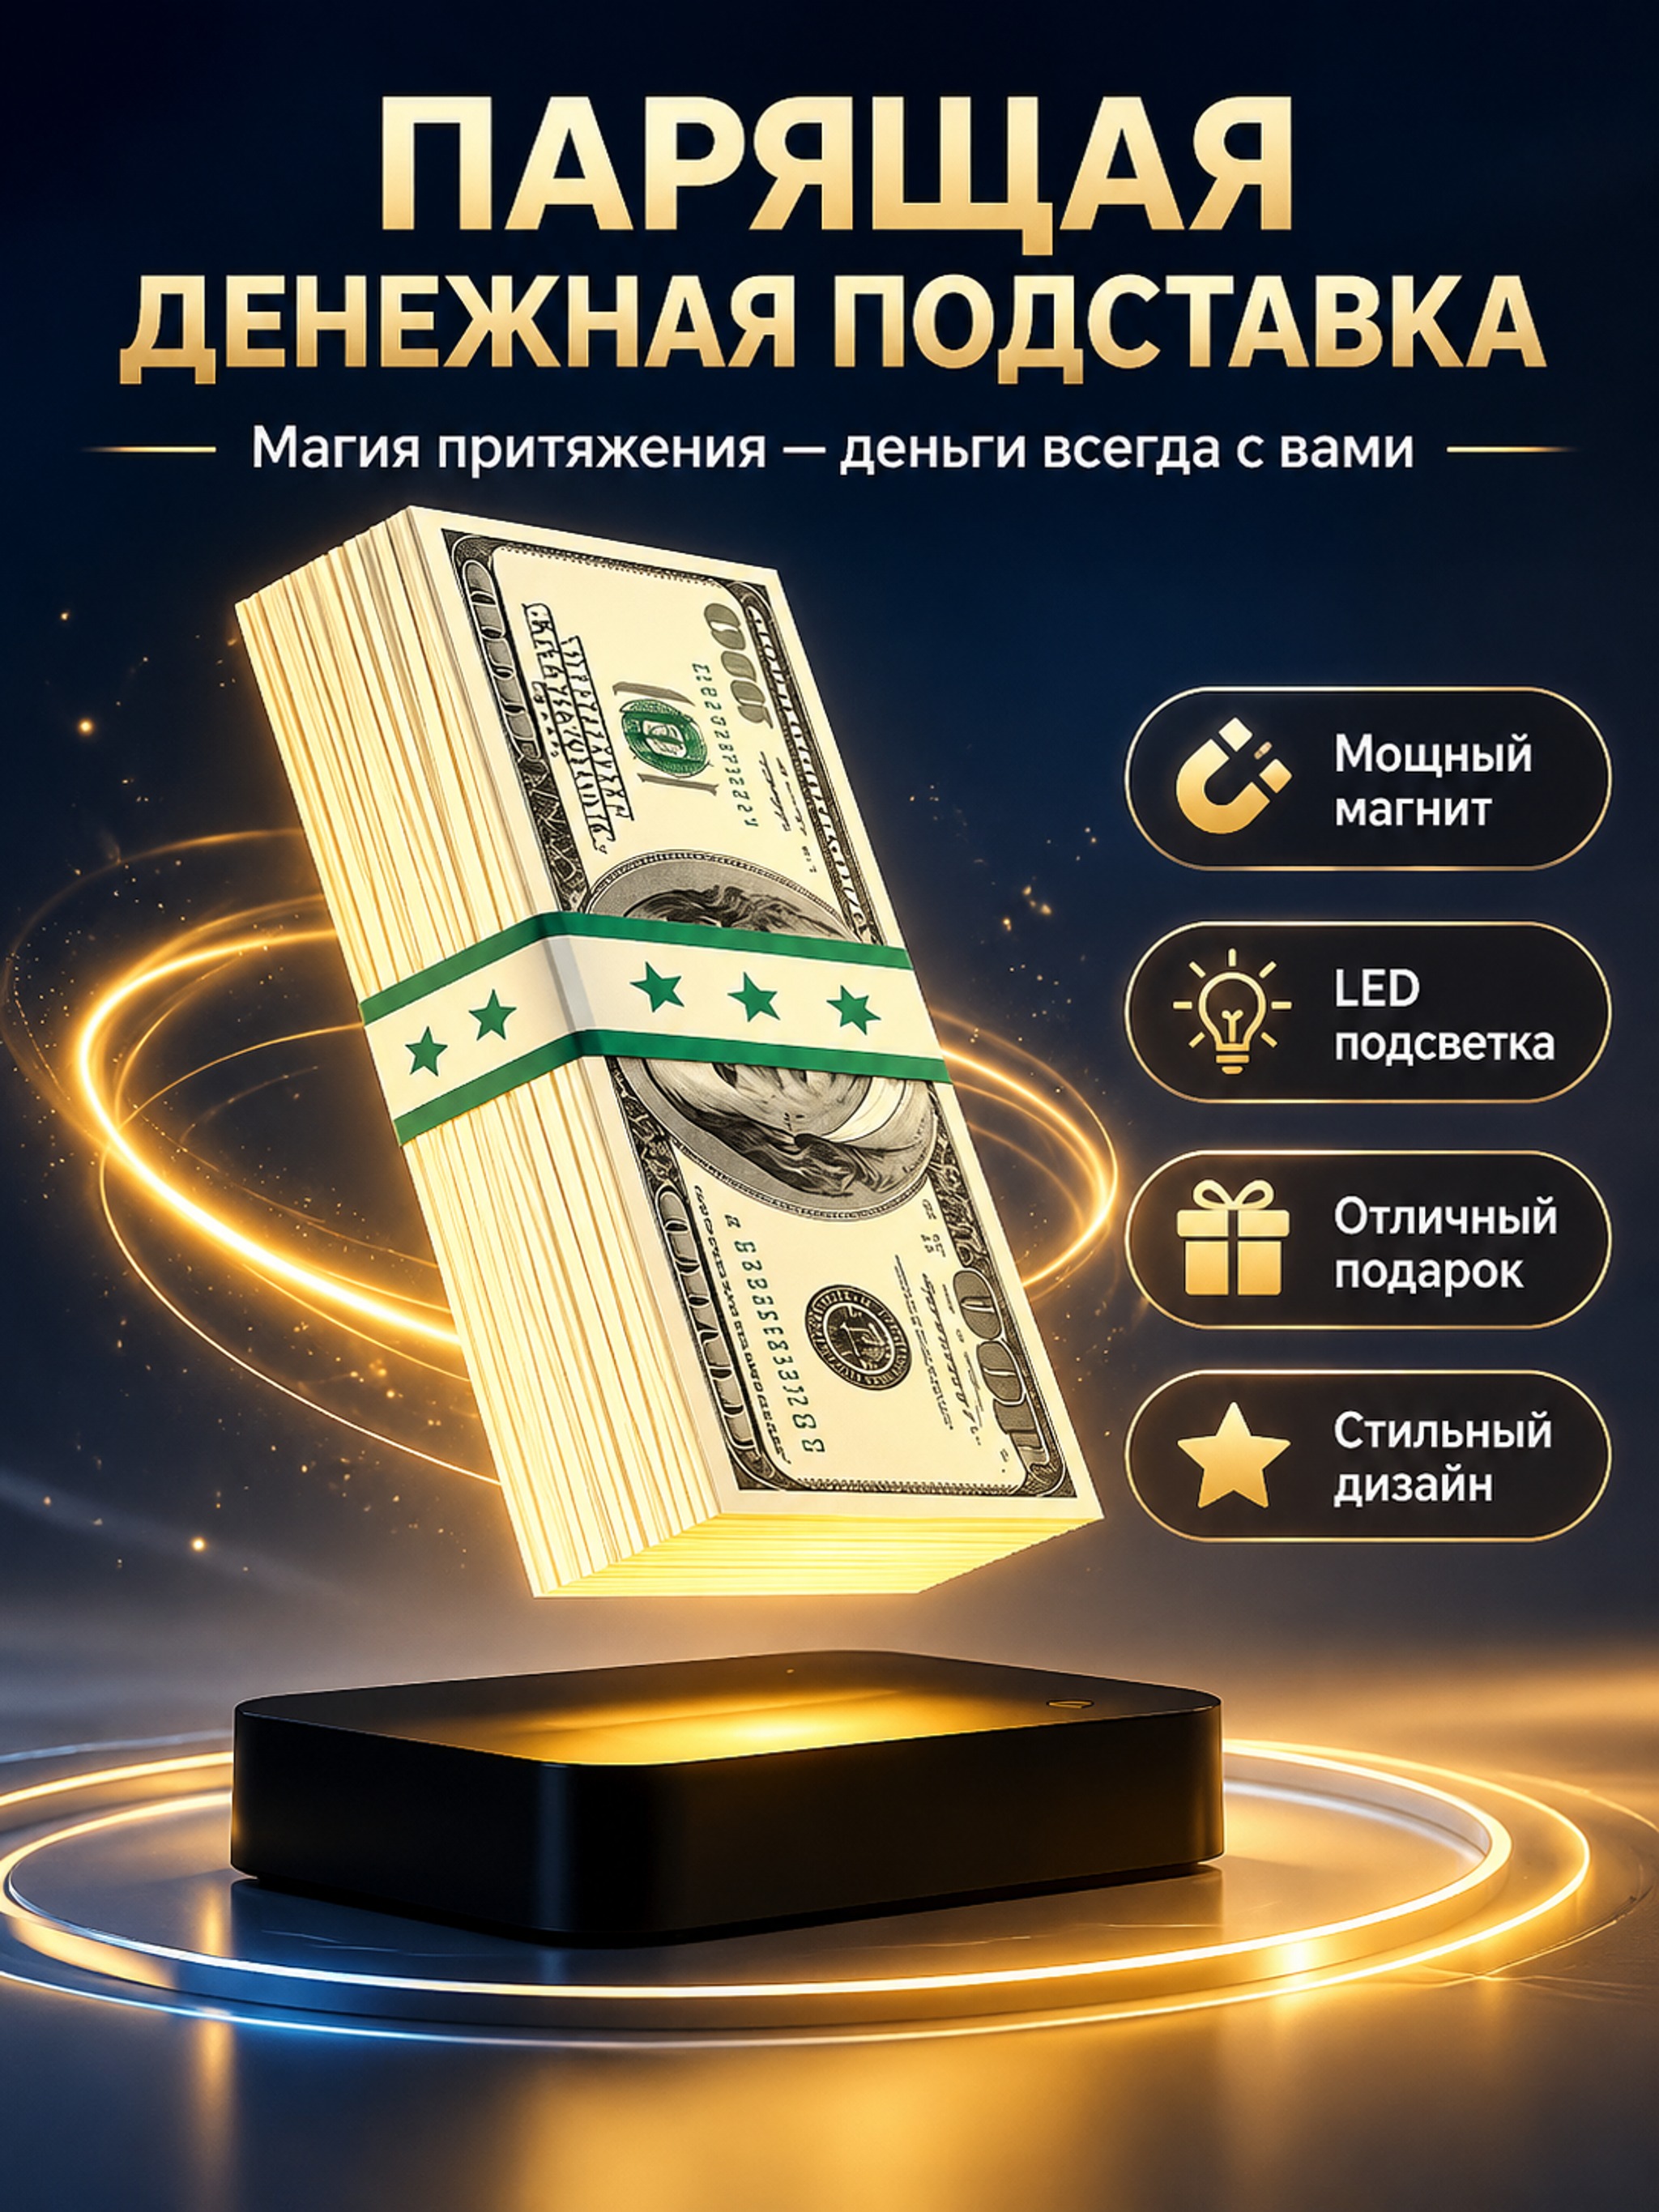 ПАРЯЩАЯ
ДЕНЕЖНАЯ ПОДСТАВКА
Магия притяжения — деньги всегда с вами
Мощный
магнит
LED
подсветка
Отличный
подарок
Стильный
дизайн